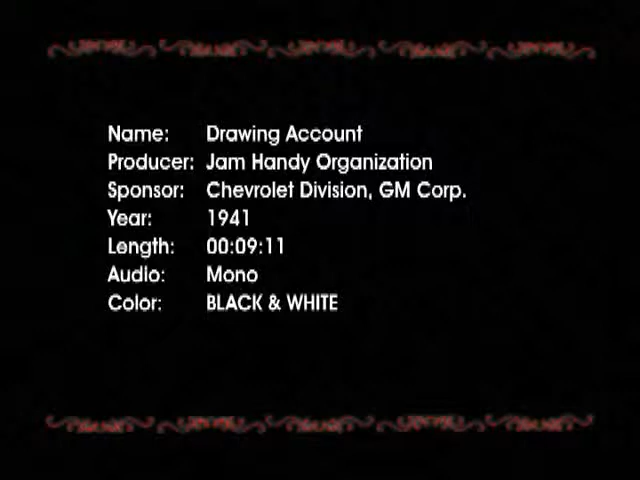 Name: Drawing Account
Producer: Jam Handy Organization
Sponsor: Chevrolet Division, GM Corp.
Year: 1941
Length: 00:09:11
Audio: Mono
Color: BLACK & WHITE